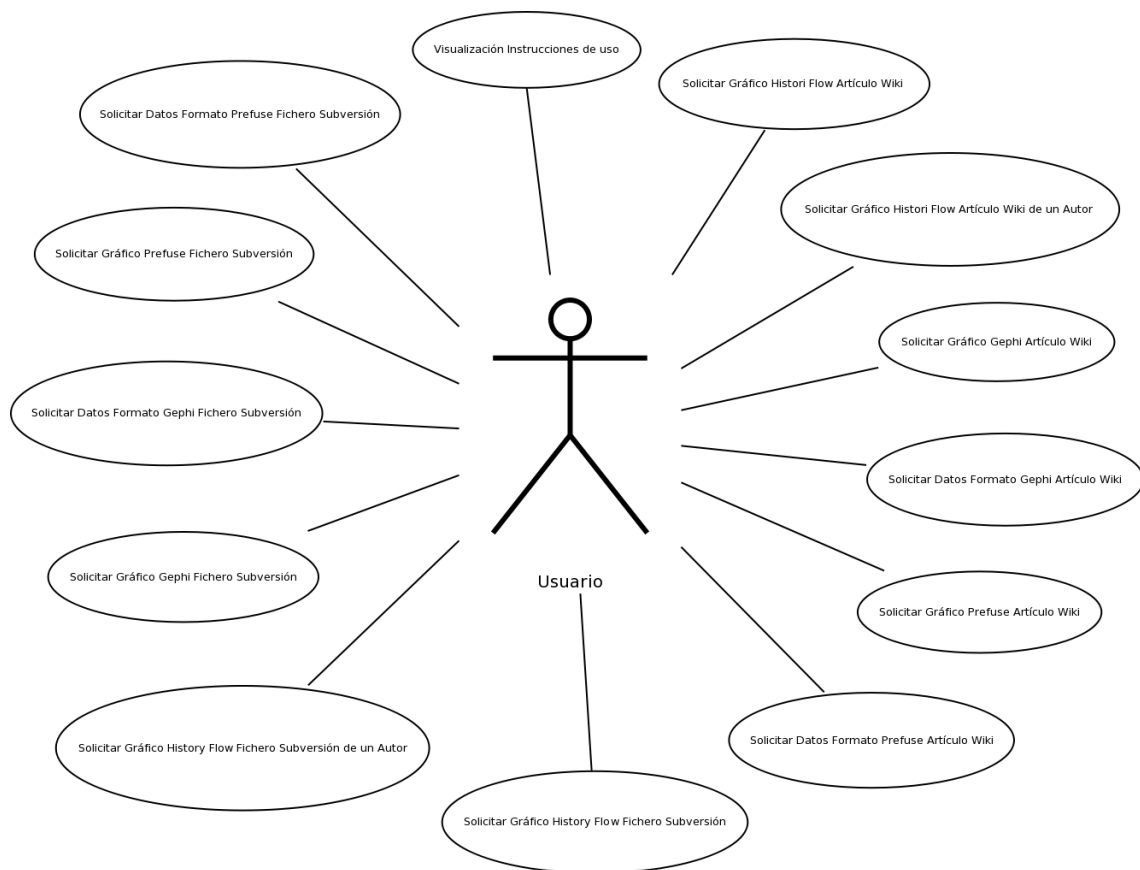 Visualización Instrucciones de uso
Solicitar Gráfico Histori Flow Artículo Wiki
Solicitar Datos Formato Prefuse Fichero Subversión
Solicitar Gráfico Histori Flow Artículo Wiki de un Autor
Solicitar Gráfico Prefuse Fichero Subversión
Solicitar Gráfico Gephi Artículo Wiki
Solicitar Datos Formato Gephi Fichero Subversión
Solicitar Datos Formato Gephi Artículo Wiki
Solicitar Gráfico Gephi Fichero Subversión
Usuario
Solicitar Gráfico Prefuse Artículo Wiki
Solicitar Gráfico History Flow Fichero Subversión de un Autor
Solicitar Datos Formato Prefuse Artículo Wiki
Solicitar Gráfico History Flow Fichero Subversión